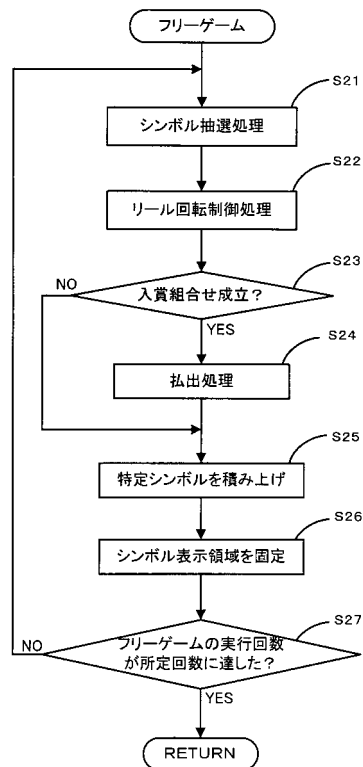 フリーゲーム
S21
シンボル抽選処理
S22
リール回転制御処理
S23
NO
入賞組合せ成立?
YES
S24
払出処理
S25
特定シンボルを積み上げ
S26
シンボル表示領域を固定
S27
フリーゲームの実行回数
が所定回数に達した?
NO
YES
RETURN